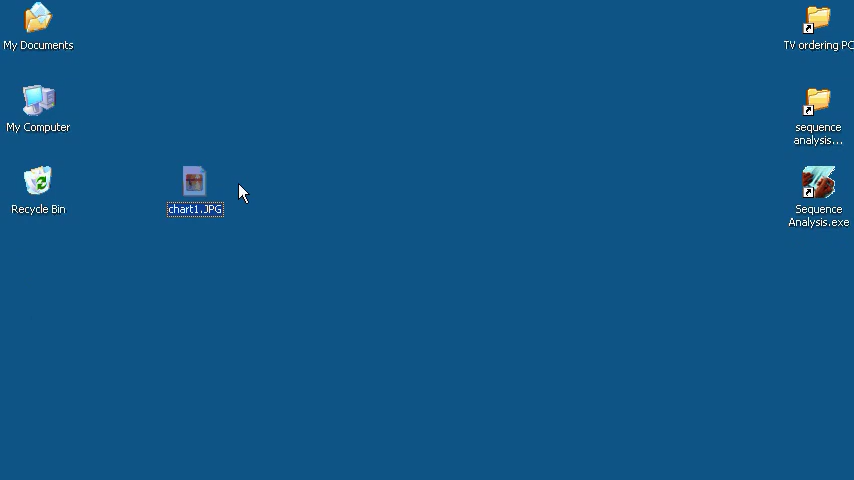 My Documents
TV ordering PC
My Computer
sequence
analysis...
Recycle Bin
chart1.JPG
Sequence
Analysis.exe